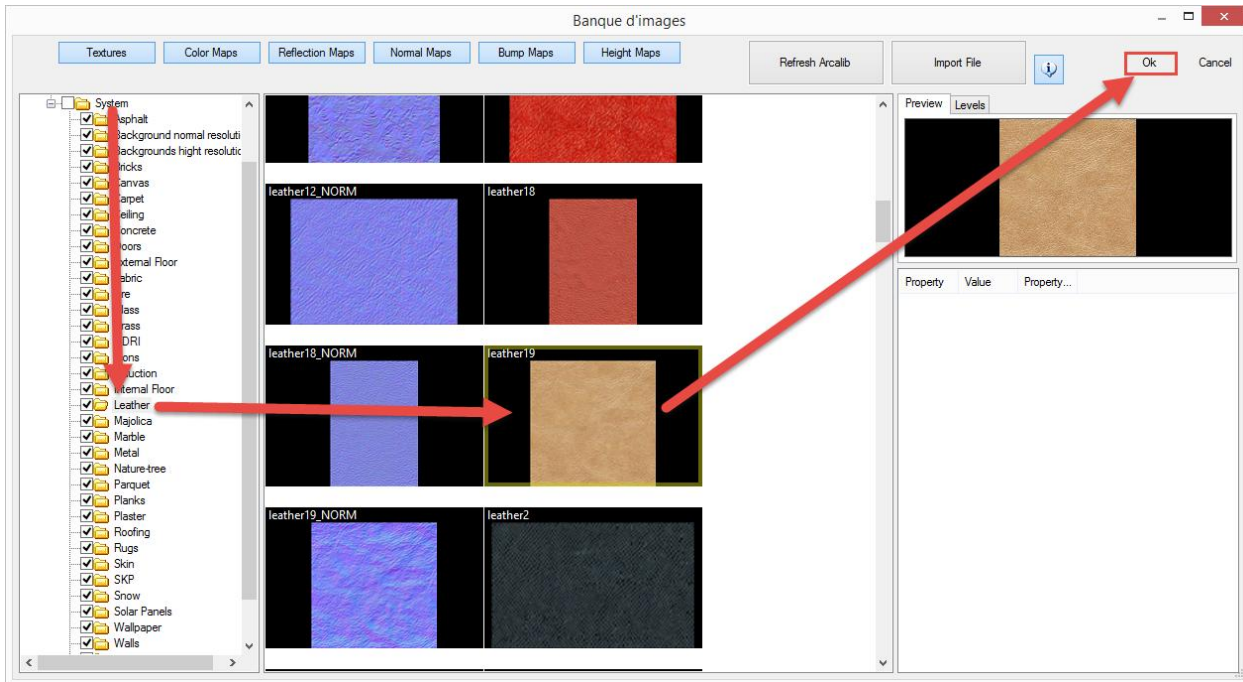 Banque d'images
Textures
Color Maps
Reflection Maps
Normal Maps
Bump Maps
Height Maps
Refresh Arcalib
Import File
Ok
Cancel
System
Asphalt
Background normal resoluti
Backgrounds hight resolutic
Bricks
Canvas
Carpet
Ceiling
Concrete
Doors
External Floor
Fabric
Glass
Grass
HDRI
Internal Floor
Leather
Majolica
Marble
Metal
Nature-tree
Parquet
Planks
Plaster
Roofing
Rugs
Skin
SKP
Snow
Solar Panels
Wallpaper
Walls
leather12_NORM
leather18
leather18_NORM
leather19
leather19_NORM
leather2
Preview
Levels
Property
Value
Property...